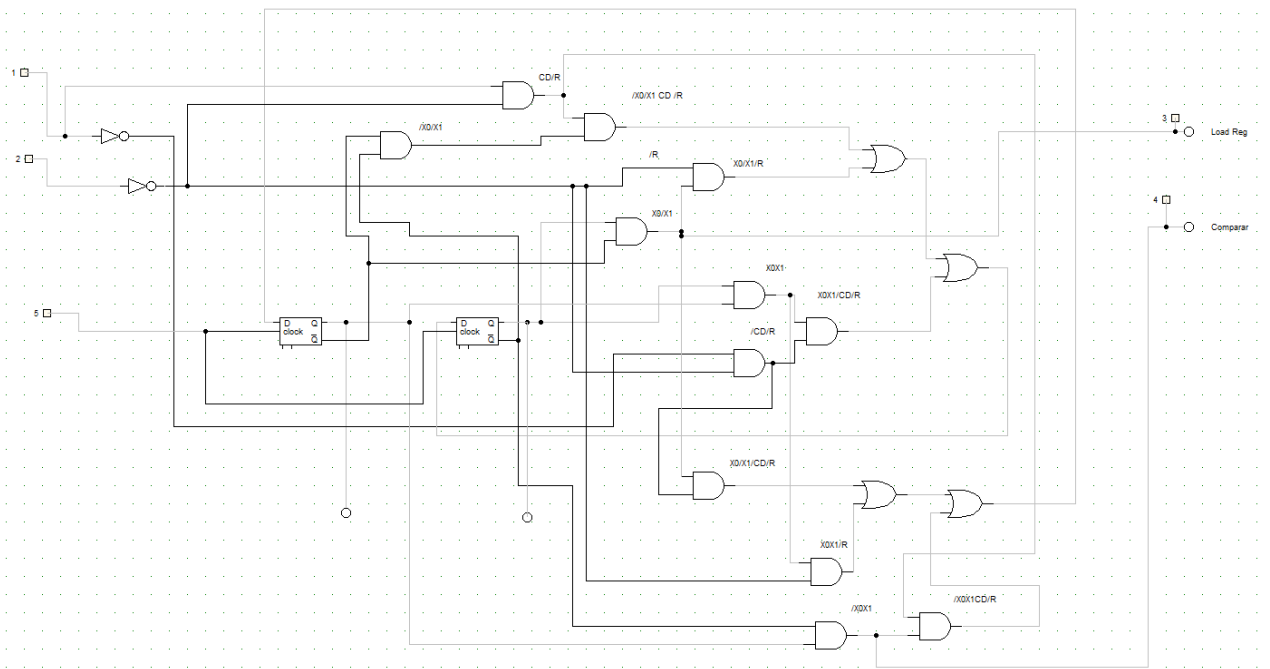 1
CD/R
/X0/X1 CD /R
3
/X0/X1
Load Reg
2
/R
X0/X1/R
4
X0/X1
Comparar
X0X1
X0X1/CD/R
5
D Q
clock
Q
D Q
clock
Q
/CD/R
X0/X1/CD/R
X0X1/R
/X0X1CD/R
/X0X1